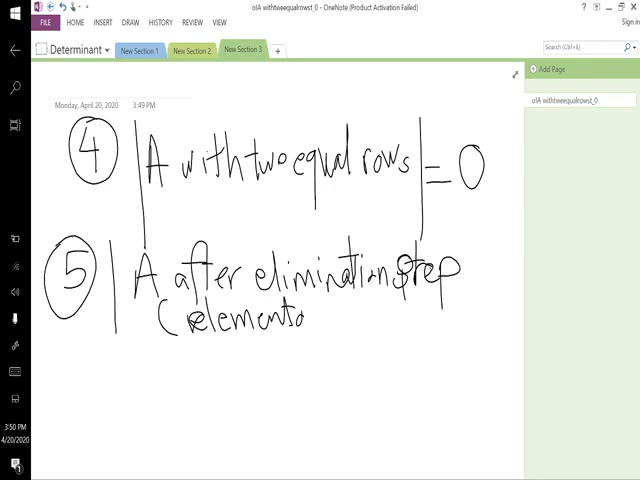 oIA withtweequalrowst_0 - OneNote (Product Activation Failed)
FILE HOME INSERT DRAW HISTORY REVIEW VIEW Sign in
Determinant New Section 1 New Section 2 New Section 3 +
Search (Ctrl+E)
Add Page
oIA withtweequalrowst_0
Monday, April 20, 2020 3:49 PM
4 |A with two equal rows| = 0
5 |A after elimination step
(elementa
3:50 PM
4/20/2020